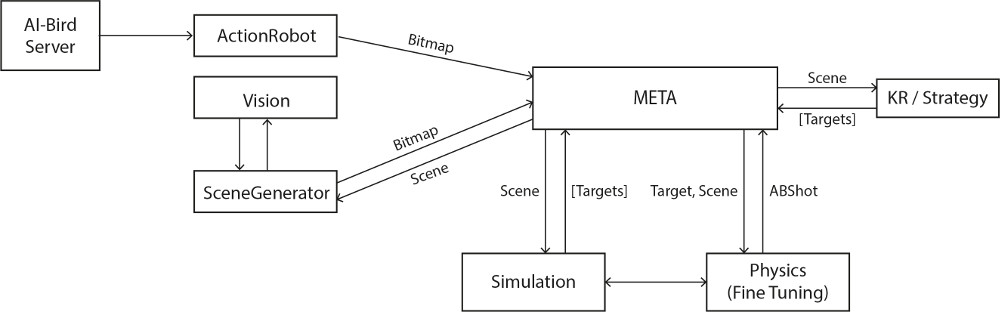 AI-Bird
Server
ActionRobot
Bitmap
Vision
META
Scene
KR / Strategy
[Targets]
Bitmap
Scene
SceneGenerator
Scene
[Targets]
Target, Scene
ABShot
Simulation
Physics
(Fine Tuning)